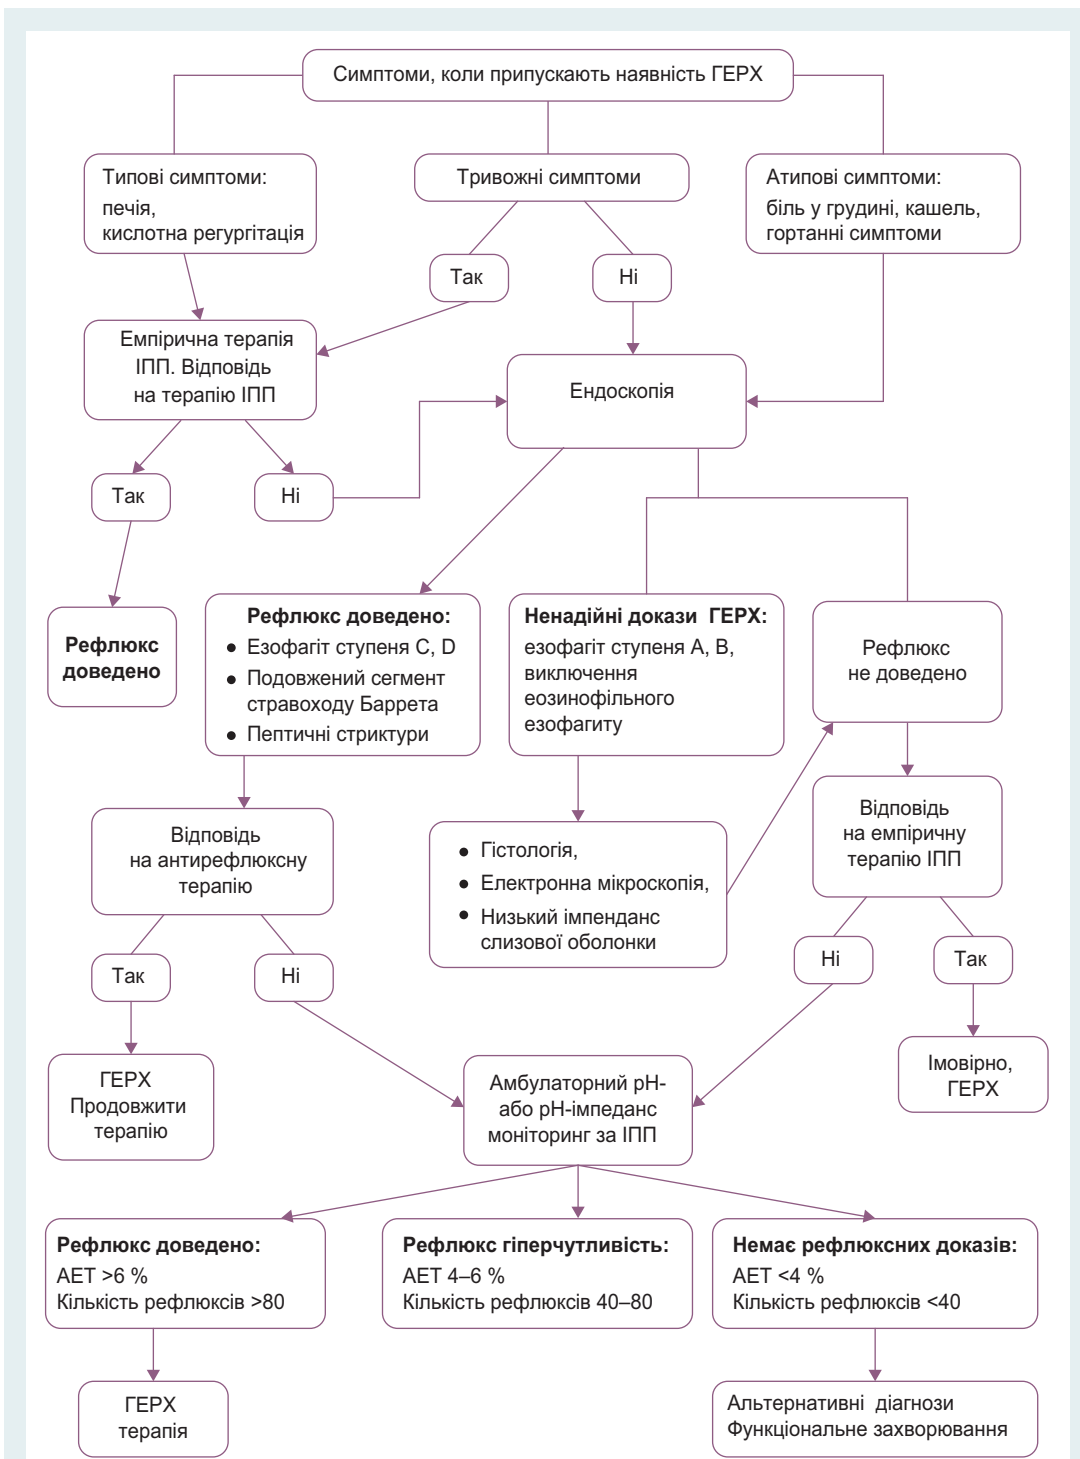 Симптоми, коли припускають наявність ГЕРХ
Типові симптоми:
печія,
кислотна регургітація
Тривожні симптоми
Атипові симптоми:
біль у грудині, кашель,
гортанні симптоми
Так
Ні
Емпірична терапія
ІПП. Відповідь
на терапію ІПП
Ендоскопія
Так
Ні
Рефлюкс
доведено
Рефлюкс доведено:
● Езофагіт ступеня C, D
● Подовжений сегмент
стравоходу Баррета
● Пептичні стриктури
Ненадійні докази ГЕРХ:
езофагіт ступеня А, В,
виключення
еозинофільного
езофагиту
Рефлюкс
не доведено
Відповідь
на антирефлюксну
терапію
● Гістологія,
● Електронна мікроскопія,
● Низький імпенданс
слизової оболонки
Відповідь
на емпіричну
терапію ІПП
Так
Ні
Ні
Так
ГЕРХ
Продовжити
терапію
Амбулаторний pH-
або pH-імпеданс
моніторинг за ІПП
Імовірно,
ГЕРХ
Рефлюкс доведено:
АЕТ >6 %
Кількість рефлюксів >80
Рефлюкс гіперчутливість:
АЕТ 4–6 %
Кількість рефлюксів 40–80
Немає рефлюксних доказів:
АЕТ <4 %
Кількість рефлюксів <40
ГЕРХ
терапія
Альтернативні діагнози
Функціональне захворювання